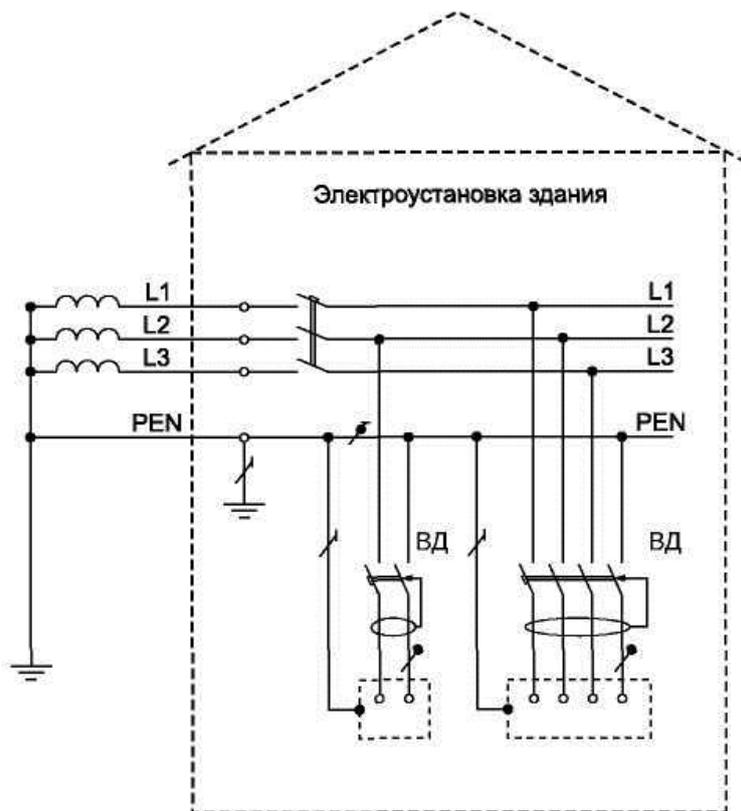 Электроустановка здания
L1 L1
L2 L2
L3 L3
PEN PEN
ВД ВД